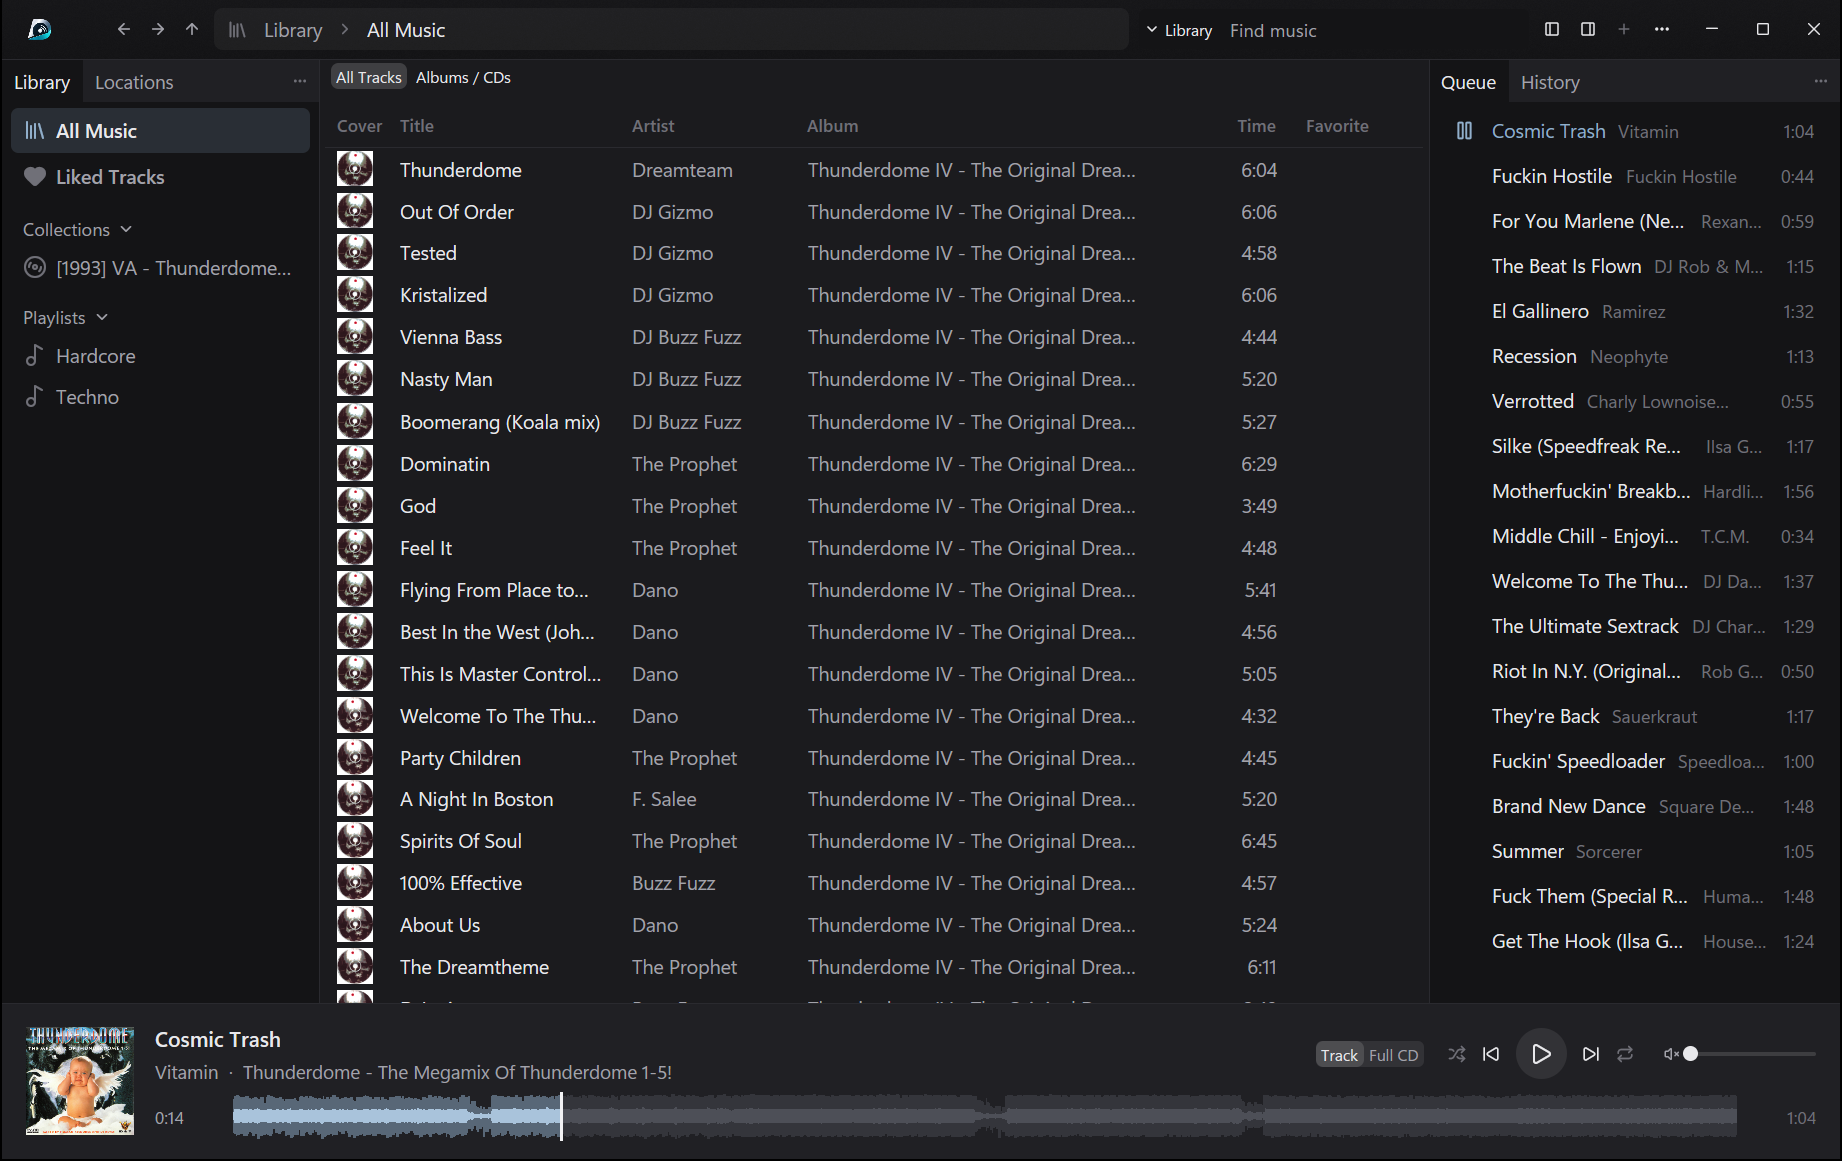 Library > All Music
Library Find music
Library Locations
All Music
Liked Tracks
Collections
[1993] VA - Thunderdome...
Playlists
Hardcore
Techno
All Tracks Albums / CDs
Cover Title Artist Album Time Favorite
Thunderdome Dreamteam Thunderdome IV - The Original Drea... 6:04
Out Of Order DJ Gizmo Thunderdome IV - The Original Drea... 6:06
Tested DJ Gizmo Thunderdome IV - The Original Drea... 4:58
Kristalized DJ Gizmo Thunderdome IV - The Original Drea... 6:06
Vienna Bass DJ Buzz Fuzz Thunderdome IV - The Original Drea... 4:44
Nasty Man DJ Buzz Fuzz Thunderdome IV - The Original Drea... 5:20
Boomerang (Koala mix) DJ Buzz Fuzz Thunderdome IV - The Original Drea... 5:27
Dominatin The Prophet Thunderdome IV - The Original Drea... 6:29
God The Prophet Thunderdome IV - The Original Drea... 3:49
Feel It The Prophet Thunderdome IV - The Original Drea... 4:48
Flying From Place to... Dano Thunderdome IV - The Original Drea... 5:41
Best In the West (Joh... Dano Thunderdome IV - The Original Drea... 4:56
This Is Master Control... Dano Thunderdome IV - The Original Drea... 5:05
Welcome To The Thu... Dano Thunderdome IV - The Original Drea... 4:32
Party Children The Prophet Thunderdome IV - The Original Drea... 4:45
A Night In Boston F. Salee Thunderdome IV - The Original Drea... 5:20
Spirits Of Soul The Prophet Thunderdome IV - The Original Drea... 6:45
100% Effective Buzz Fuzz Thunderdome IV - The Original Drea... 4:57
About Us Dano Thunderdome IV - The Original Drea... 5:24
The Dreamtheme The Prophet Thunderdome IV - The Original Drea... 6:11
Queue History
Cosmic Trash Vitamin 1:04
Fuckin Hostile Fuckin Hostile 0:44
For You Marlene (Ne... Rexan... 0:59
The Beat Is Flown DJ Rob & M... 1:15
El Gallinero Ramirez 1:32
Recession Neophyte 1:13
Verrotted Charly Lownoise... 0:55
Silke (Speedfreak Re... Ilsa G... 1:17
Motherfuckin' Breakb... Hardli... 1:56
Middle Chill - Enjoyi... T.C.M. 0:34
Welcome To The Thu... DJ Da... 1:37
The Ultimate Sextrack DJ Char... 1:29
Riot In N.Y. (Original... Rob G... 0:50
They're Back Sauerkraut 1:17
Fuckin' Speedloader Speedloa... 1:00
Brand New Dance Square De... 1:48
Summer Sorcerer 1:05
Fuck Them (Special R... Huma... 1:48
Get The Hook (Ilsa G... House... 1:24
THUNDERDOME
THE MEGAMIX OF THUNDERDOME 1-5!
Cosmic Trash
Vitamin · Thunderdome - The Megamix Of Thunderdome 1-5!
Track Full CD
0:14
1:04